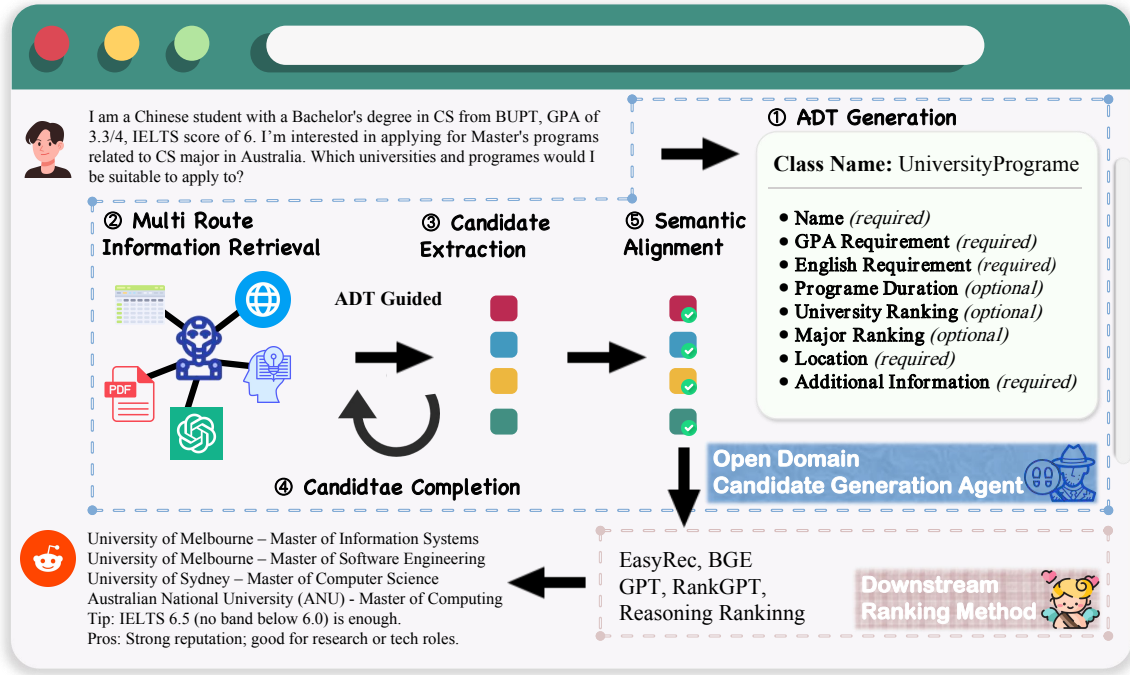 I am a Chinese student with a Bachelor's degree in CS from BUPT, GPA of
3.3/4, IELTS score of 6. I'm interested in applying for Master's programs
related to CS major in Australia. Which universities and programes would I
be suitable to apply to?
① ADT Generation
Class Name: UniversityPrograme
• Name (required)
• GPA Requirement (required)
• English Requirement (required)
• Programe Duration (optional)
• University Ranking (optional)
• Major Ranking (optional)
• Location (required)
• Additional Information (required)
② Multi Route
Information Retrieval
PDF
ADT Guided
③ Candidate
Extraction
④ Candidtae Completion
⑤ Semantic
Alignment
Open Domain
Candidate Generation Agent
EasyRec, BGE
GPT, RankGPT,
Reasoning Rankinng
Downstream
Ranking Method
University of Melbourne – Master of Information Systems
University of Melbourne – Master of Software Engineering
University of Sydney – Master of Computer Science
Australian National University (ANU) - Master of Computing
Tip: IELTS 6.5 (no band below 6.0) is enough.
Pros: Strong reputation; good for research or tech roles.